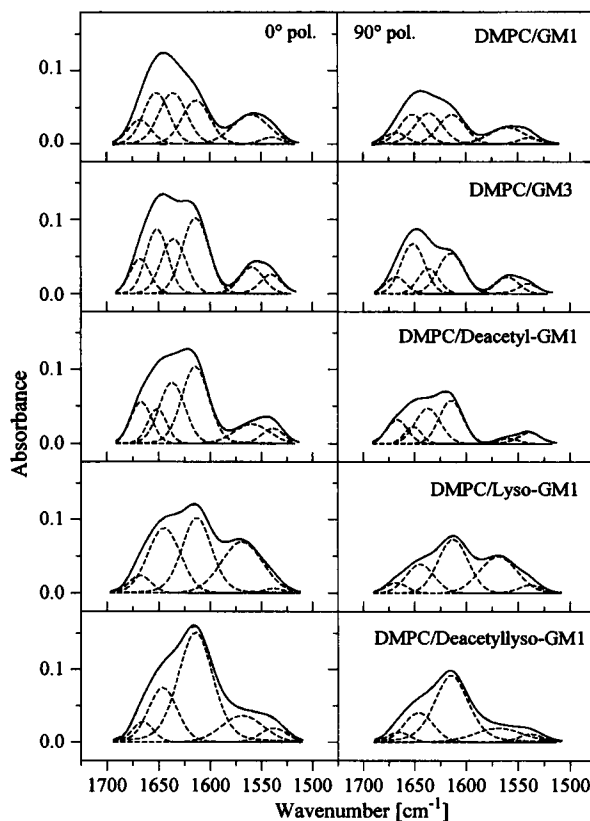 0° pol.
90° pol.
DMPC/GM1
0.1
0.0
DMPC/GM3
0.1
0.0
DMPC/Deacetyl-GM1
0.1
0.0
DMPC/Lyso-GM1
0.1
0.0
DMPC/Deacetyllyso-GM1
0.1
0.0
Absorbance
1700 1650 1600 1550 1500
1700 1650 1600 1550 1500
Wavenumber [cm-1]